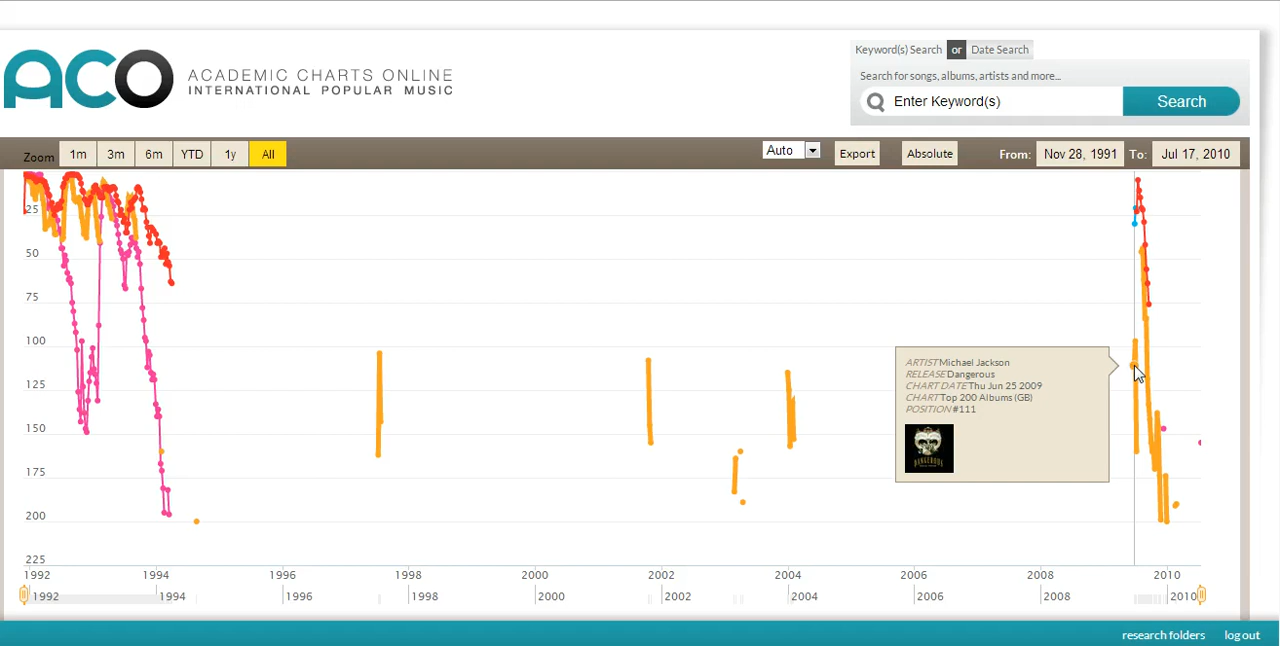 Keyword(s) Search or Date Search
ACO
ACADEMIC CHARTS ONLINE
INTERNATIONAL POPULAR MUSIC
Search for songs, albums, artists and more...
Enter Keyword(s) Search
Zoom 1m 3m 6m YTD 1y All Auto Export Absolute From: Nov 28, 1991 To: Jul 17, 2010
25
50
75
100
ARTIST Michael Jackson
RELEASE Dangerous
CHART DATE Thu Jun 25 2009
CHART Top 200 Albums (GB)
POSITION #111
DANGEROUS
125
150
175
200
225
1992 1994 1996 1998 2000 2002 2004 2006 2008 2010
1992 1994 1996 1998 2000 2002 2004 2006 2008 2010
research folders log out